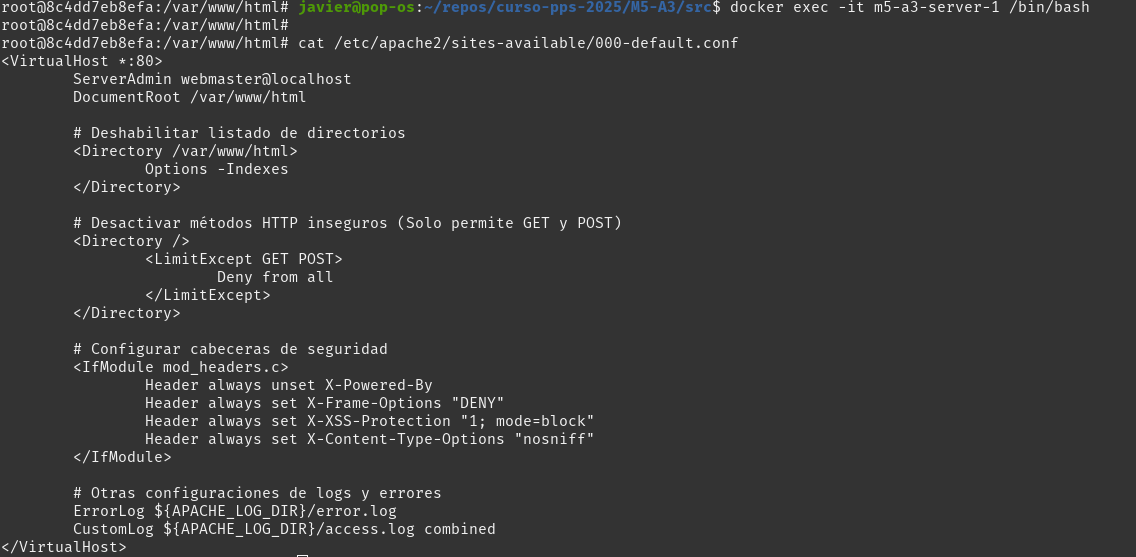 root@8c4dd7eb8efa:/var/www/html# javier@pop-os:~/repos/curso-pps-2025/M5-A3/src$ docker exec -it m5-a3-server-1 /bin/bash
root@8c4dd7eb8efa:/var/www/html#
root@8c4dd7eb8efa:/var/www/html# cat /etc/apache2/sites-available/000-default.conf
<VirtualHost *:80>
        ServerAdmin webmaster@localhost
        DocumentRoot /var/www/html

        # Deshabilitar listado de directorios
        <Directory /var/www/html>
                Options -Indexes
        </Directory>

        # Desactivar métodos HTTP inseguros (Solo permite GET y POST)
        <Directory />
                <LimitExcept GET POST>
                        Deny from all
                </LimitExcept>
        </Directory>

        # Configurar cabeceras de seguridad
        <IfModule mod_headers.c>
                Header always unset X-Powered-By
                Header always set X-Frame-Options "DENY"
                Header always set X-XSS-Protection "1; mode=block"
                Header always set X-Content-Type-Options "nosniff"
        </IfModule>

        # Otras configuraciones de logs y errores
        ErrorLog ${APACHE_LOG_DIR}/error.log
        CustomLog ${APACHE_LOG_DIR}/access.log combined
</VirtualHost>